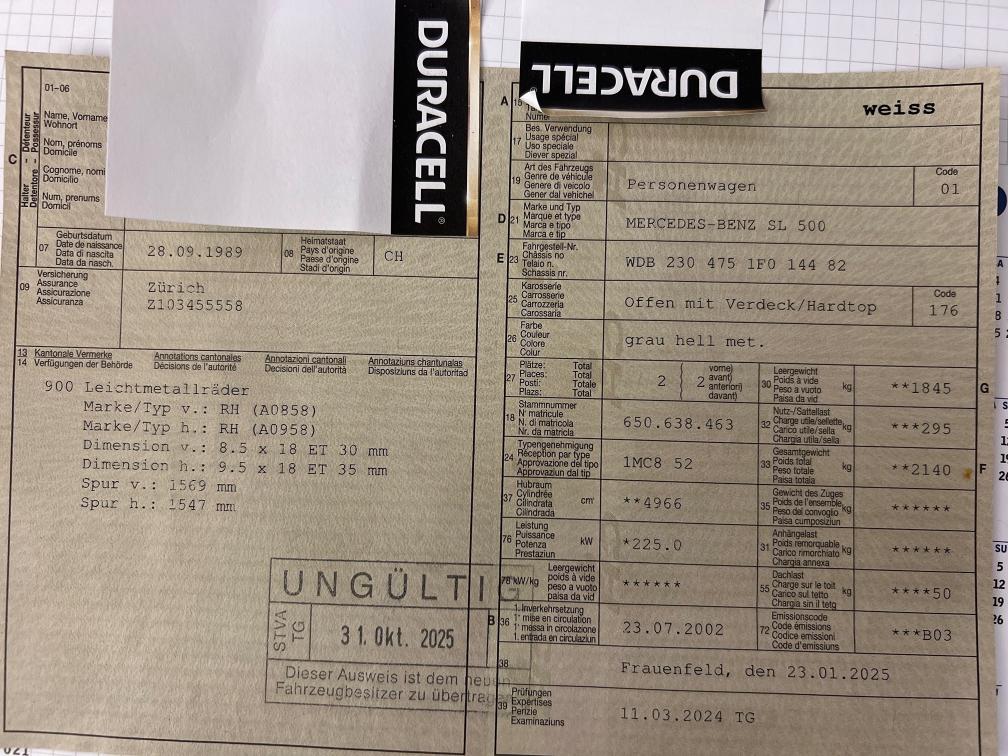 DURACELL®
DURACELL
C
Halter - Détenteur
Detentore - Possessur
01-06
Name, Vorname
Wohnort
Nom, prénoms
Domicile
Cognome, nomi
Domicilio
Num, prenums
Domicil
07
Geburtsdatum
Date de naissance
Data di nascita
Data da nasch.
28.09.1989
08
Heimatstaat
Pays d'origine
Paese d'origine
Stadi d'origin
CH
09
Versicherung
Assurance
Assicurazione
Assicuranza
Zürich
Z103455558
13 Kantonale Vermerke
14 Verfügungen der Behörde
Annotations cantonales
Décisions de l'autorité
Annotazioni cantonali
Decisioni dell'autorità
Annotaziuns chantunalas
Disposiziuns da l'autoritad
900 Leichtmetallräder
Marke/Typ v.: RH (A0858)
Marke/Typ h.: RH (A0958)
Dimension v.: 8.5 x 18 ET 30 mm
Dimension h.: 9.5 x 18 ET 35 mm
Spur v.: 1569 mm
Spur h.: 1547 mm
UNGÜLTIG
STVA
TG
31. Okt. 2025
Dieser Ausweis ist dem neuen
Fahrzeugbesitzer zu übertragen
A
15
weiss
17
Bes. Verwendung
Usage spécial
Uso speciale
Diever spezial
19
Art des Fahrzeugs
Genre de véhicule
Genere di veicolo
Gener dal vehichel
Personenwagen
Code
01
D
21
Marke und Typ
Marque et type
Marca e tipo
Marca e tip
MERCEDES-BENZ SL 500
E
23
Fahrgestell-Nr.
Châssis no
Telaio n.
Schassis nr.
WDB 230 475 1F0 144 82
25
Karosserie
Carrosserie
Carrozzeria
Carossaria
Offen mit Verdeck/Hardtop
Code
176
26
Farbe
Couleur
Colore
Colur
grau hell met.
27
Plätze: Total
Places: Total
Posti: Totale
Plazs: Total
2
2
vorne)
avant)
anteriori)
davant)
30
Leergewicht
Poids à vide
Peso a vuoto
Paisa da vid
kg
**1845
G
18
Stammnummer
N° matricule
N. di matricola
Nr. da matricla
650.638.463
32
Nutz-/Sattellast
Charge utile/sellette
Carico utile/sella
Chargia utila/sella
kg
***295
24
Typengenehmigung
Réception par type
Approvazione del tipo
Approvaziun dal tip
1MC8 52
33
Gesamtgewicht
Poids total
Peso totale
Paisa totala
kg
**2140
F
37
Hubraum
Cylindrée
Cilindrata
Cilindrada
cm³
**4966
35
Gewicht des Zuges
Poids de l'ensemble
Peso del convoglio
Paisa cumposiziun
kg
******
76
Leistung
Puissance
Potenza
Prestaziun
kW
*225.0
31
Anhängelast
Poids remorquable
Carico rimorchiato
Chargia annexa
kg
******
78 kW/kg
Leergewicht
poids à vide
peso a vuoto
paisa da vid
******
55
Dachlast
Charge sur le toit
Carico sul tetto
Chargia sin il tetg
kg
****50
B
36
1. Inverkehrsetzung
1re mise en circulation
1a messa in circolazione
1. entrada en circulaziun
23.07.2002
72
Emissionscode
Code émissions
Codice emissioni
Code d'emissiuns
***B03
38
Frauenfeld, den 23.01.2025
39
Prüfungen
Expertises
Perizie
Examinaziuns
11.03.2024 TG